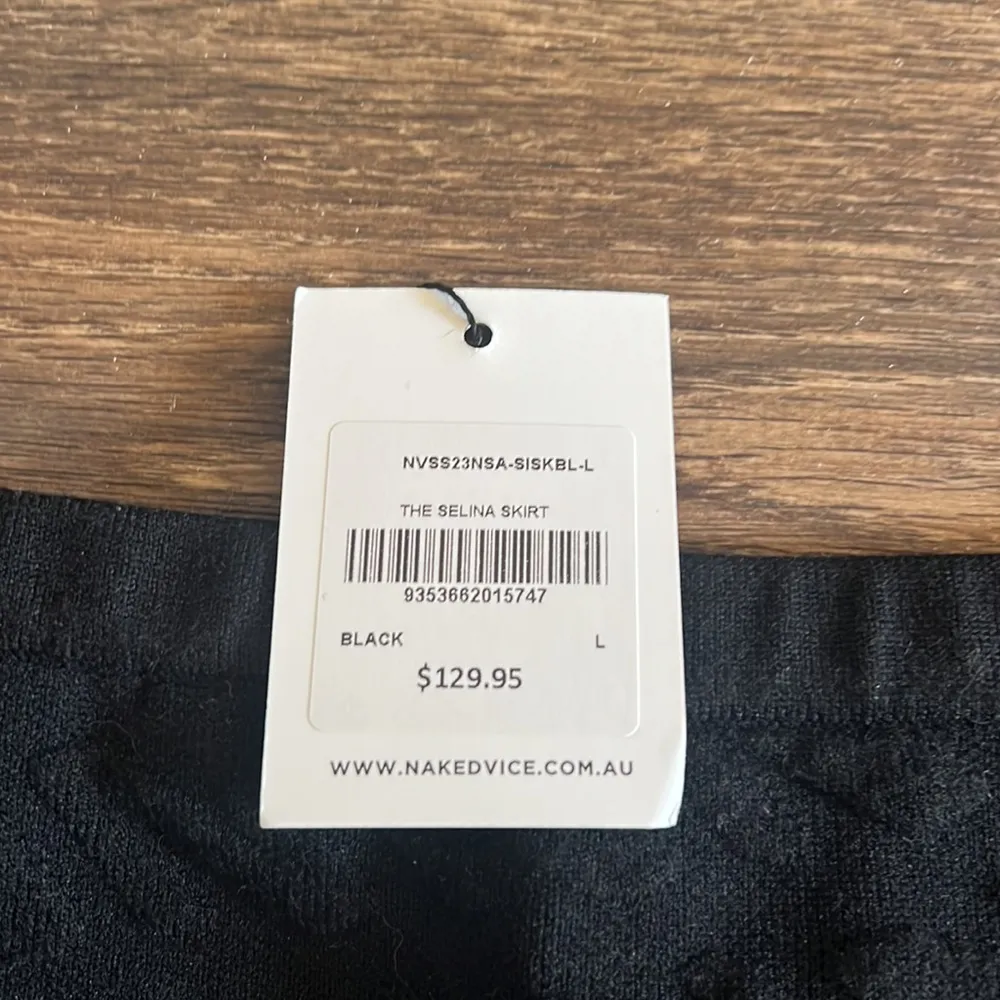 NVSS23NSA-SISKBL-L
THE SELINA SKIRT
9353662015747
BLACK L
$129.95
WWW.NAKEDVICE.COM.AU